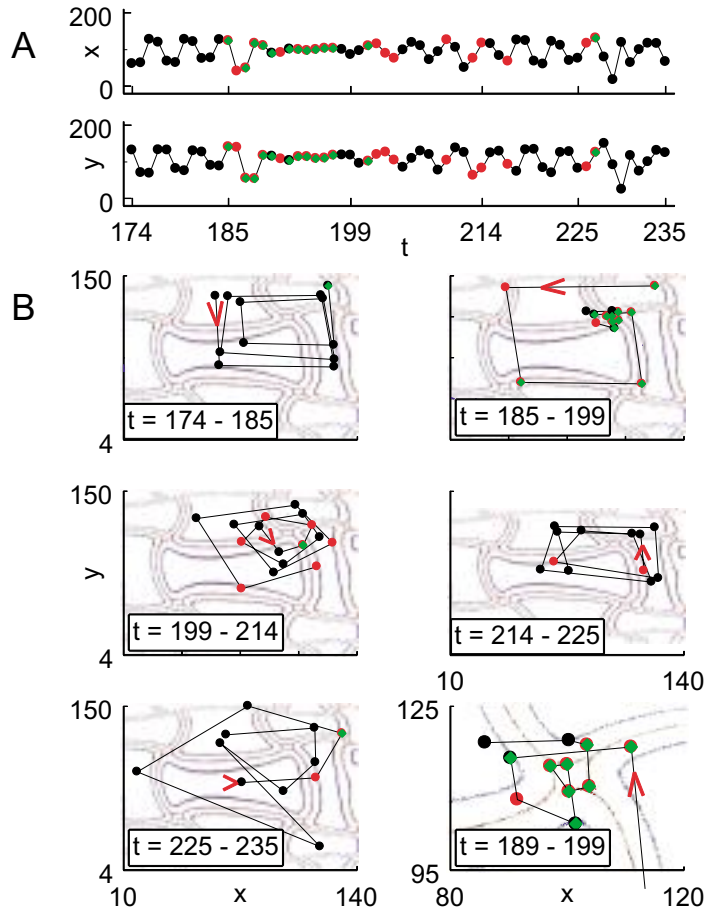 A
200
x
0
200
y
0
174 185 199 214 235
t
B
150
4
t = 174 - 185
t = 185 - 199
150
y
4
t = 199 - 214
t = 214 - 225
10 140
150
4
t = 225 - 235
10 x 140
125
95
t = 189 - 199
80 x 120